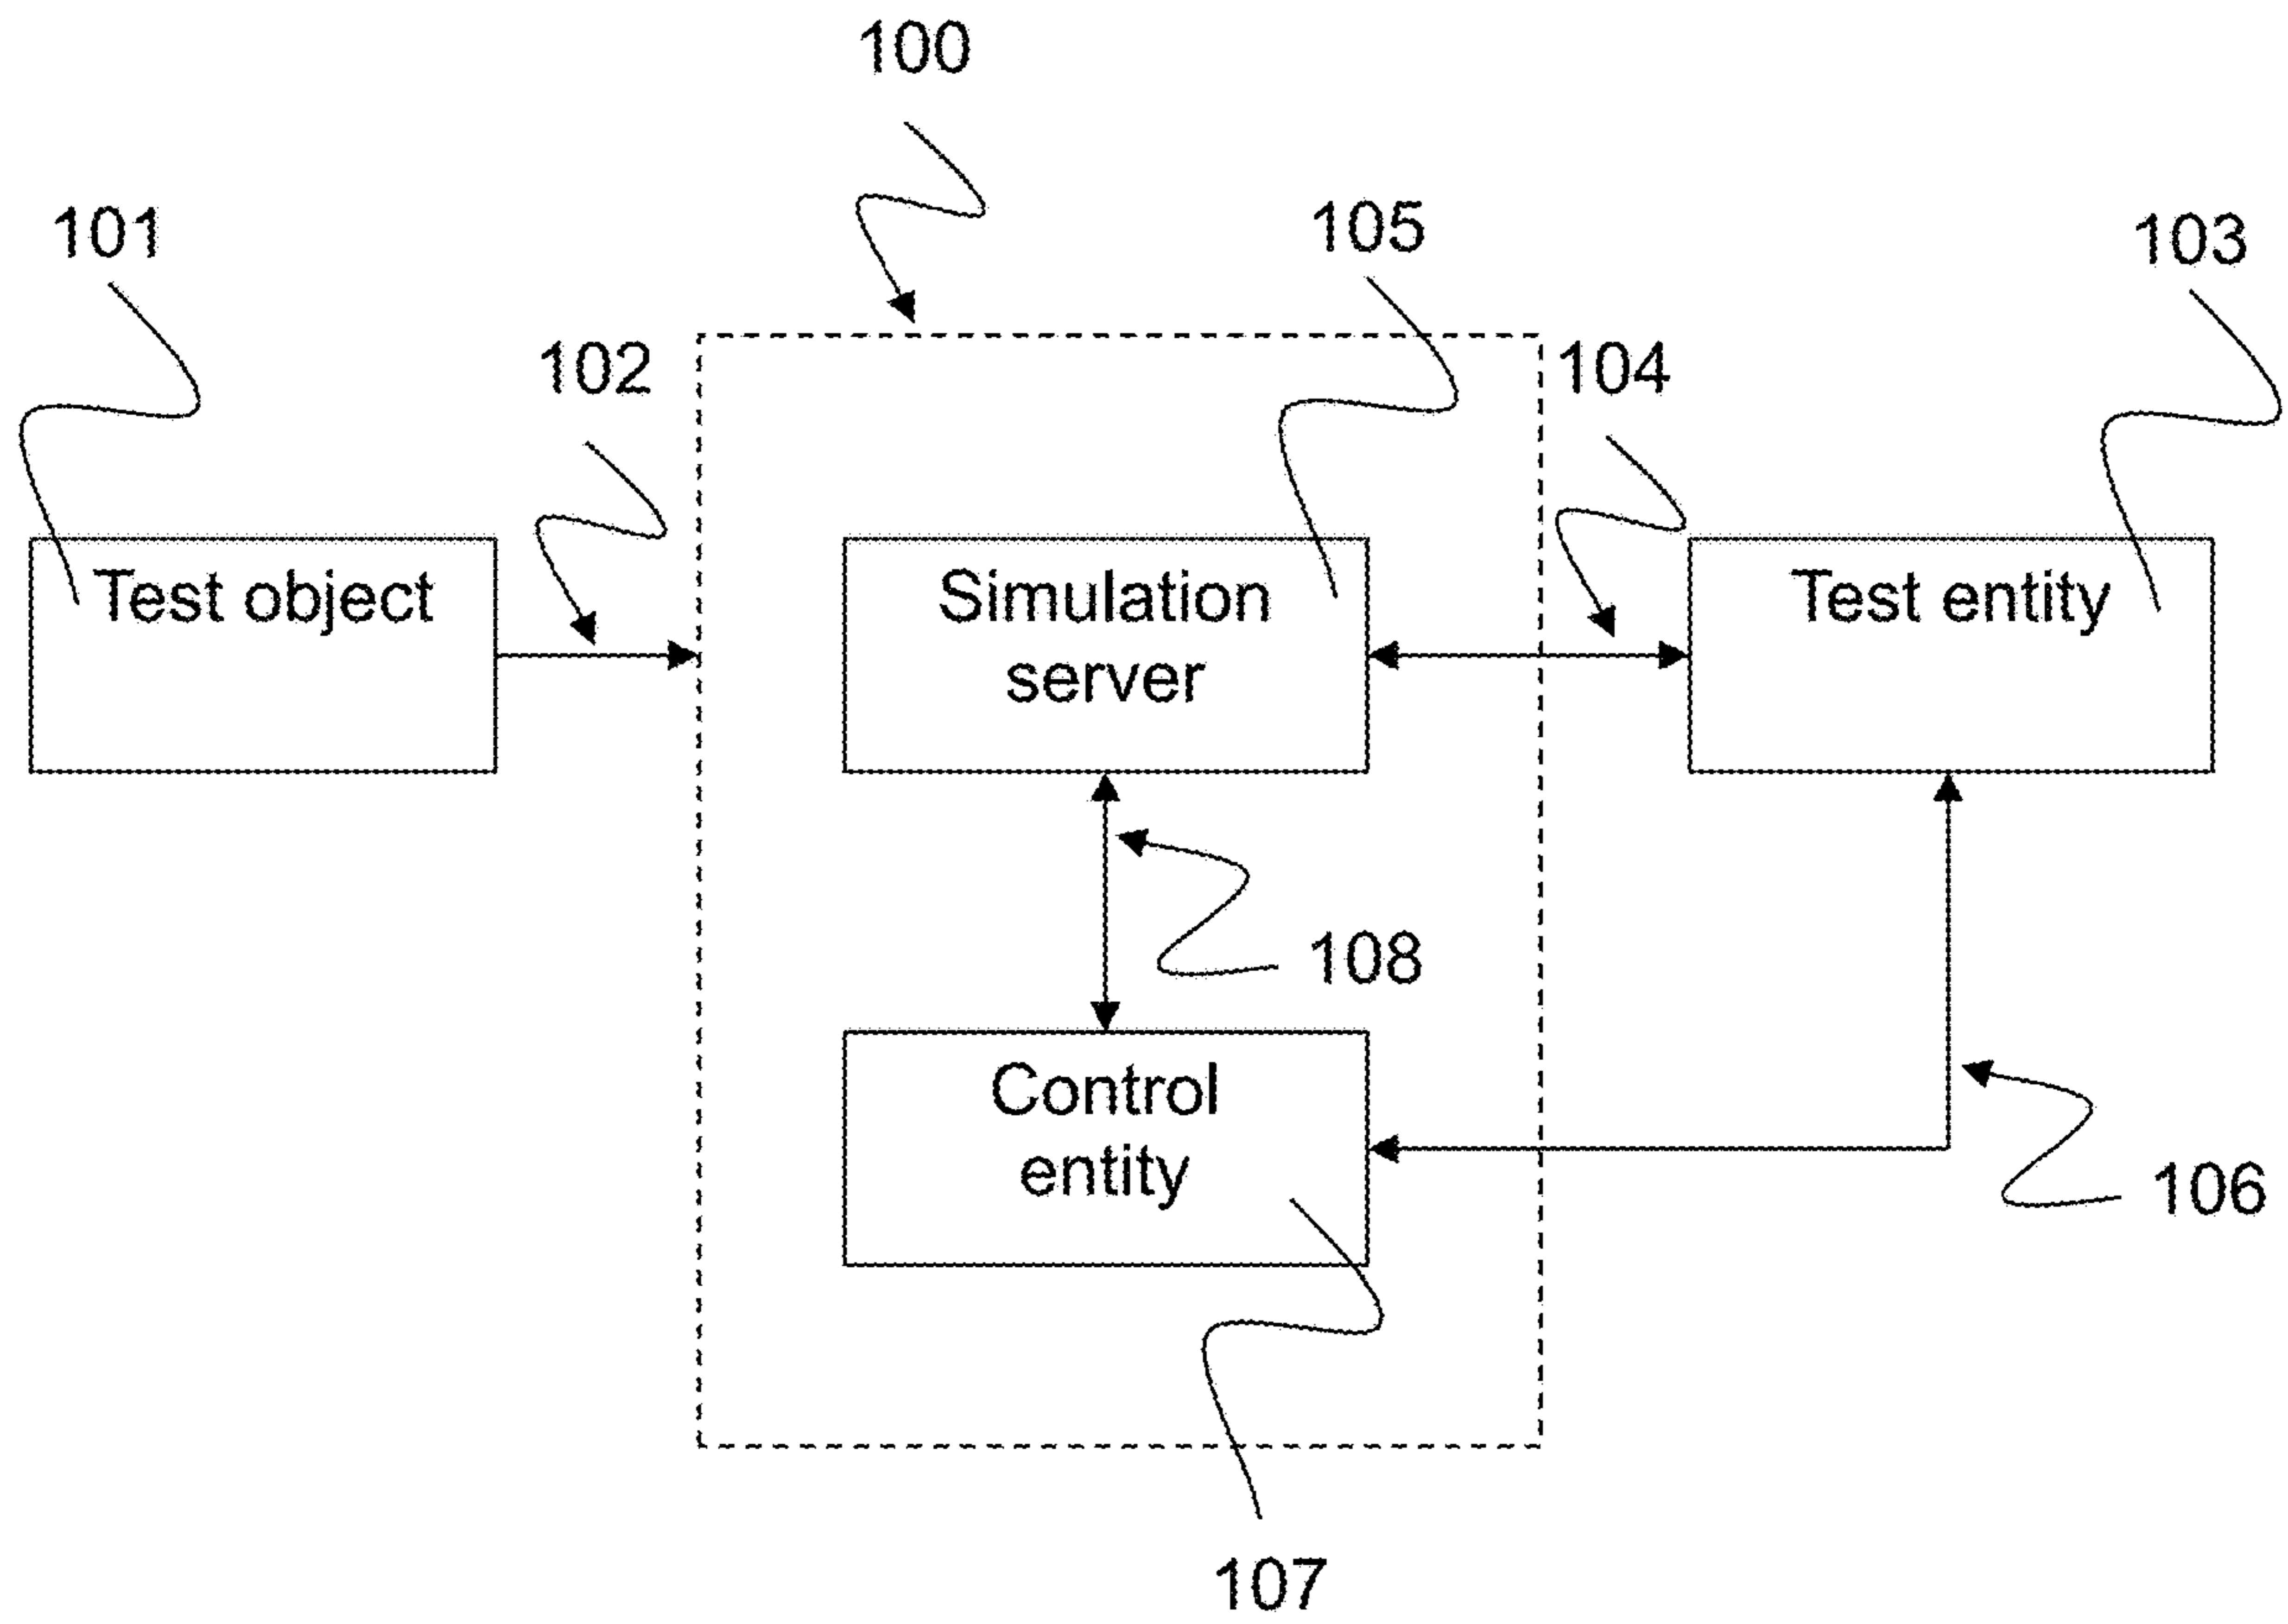 100
101
105
103
102
104
Test object
Simulation
server
Test entity
108
Control
entity
106
107